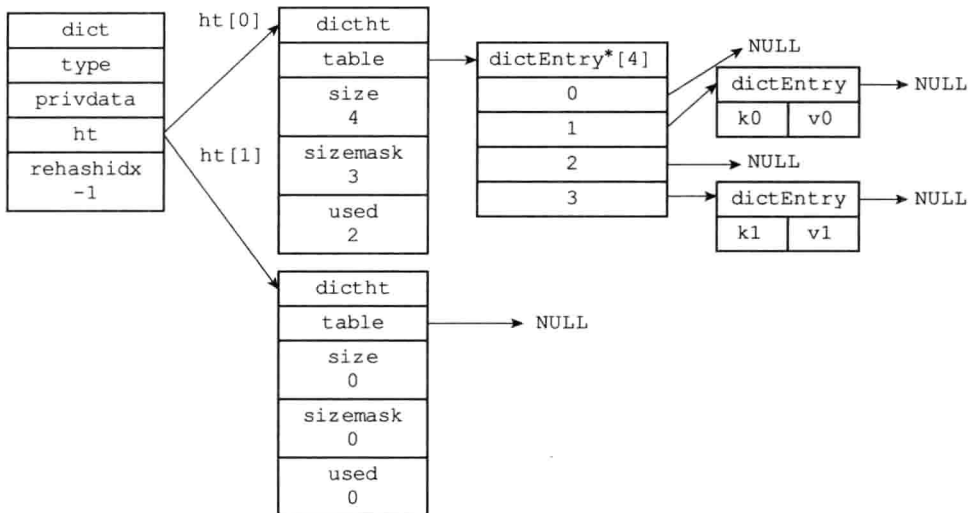 dict
type
privdata
ht
rehashidx
-1
ht[0]
ht[1]
dictht
table
size
4
sizemask
3
used
2
dictEntry*[4]
0
1
2
3
NULL
dictEntry
k0 v0
NULL
NULL
dictEntry
k1 v1
NULL
dictht
table
size
0
sizemask
0
used
0
NULL